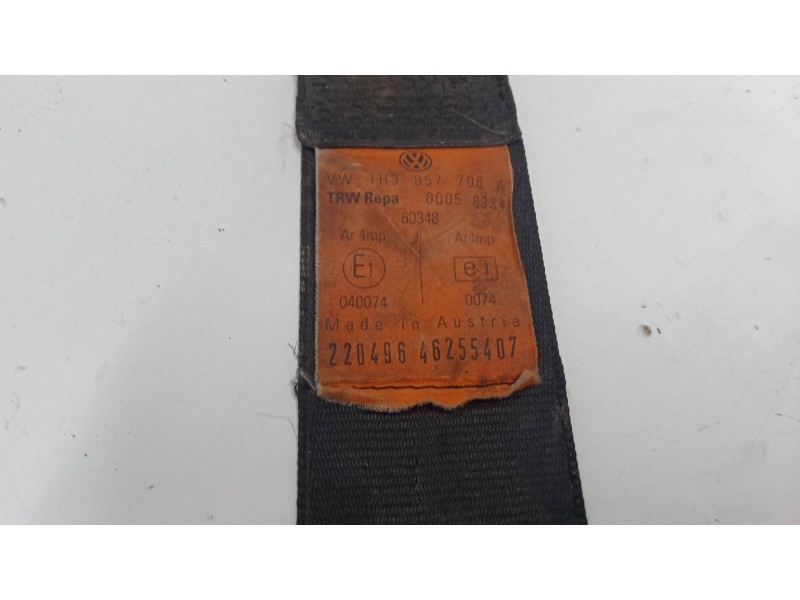 VW 1H3 857 706 A
TRW Repa 0005 8334
60348
Ar4mp Ar4mp
E1 e1
040074 0074
Made in Austria
220496 46255407